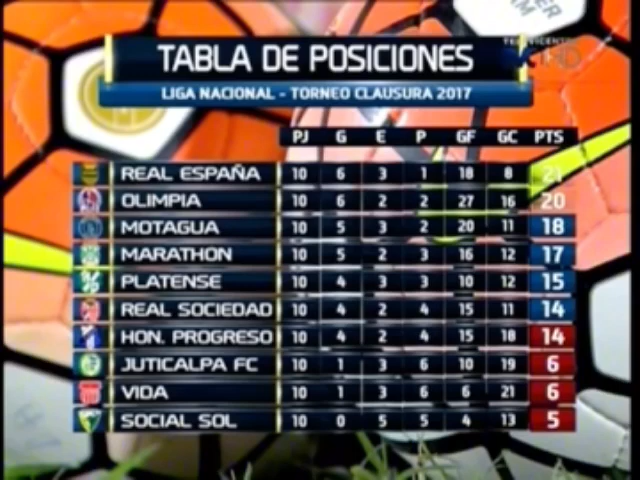 TABLA DE POSICIONES
LIGA NACIONAL - TORNEO CLAUSURA 2017
PJ G E P GF GC PTS
REAL ESPAÑA 10 6 3 1 18 8 21
OLIMPIA 10 6 2 2 27 16 20
MOTAGUA 10 5 3 2 20 11 18
MARATHON 10 5 2 3 16 12 17
PLATENSE 10 4 3 3 10 12 15
REAL SOCIEDAD 10 4 2 4 15 11 14
HON. PROGRESO 10 4 2 4 15 18 14
JUTICALPA FC 10 1 3 6 10 19 6
VIDA 10 1 3 6 6 21 6
SOCIAL SOL 10 0 5 5 4 13 5